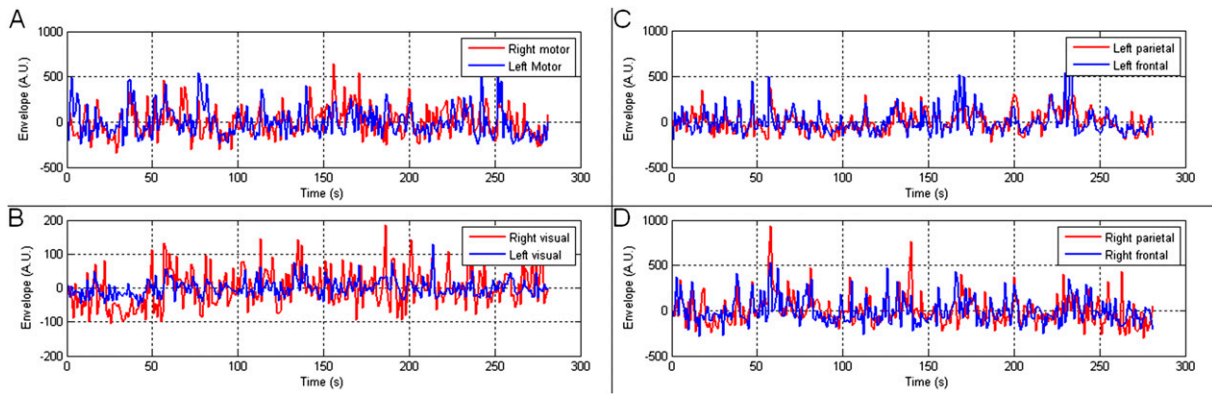 A
Envelope (A.U.)
1000
500
0
-500
0 50 100 150 200 250 300
Time (s)
Right motor
Left Motor
B
Envelope (A.U.)
200
100
0
-100
-200
0 50 100 150 200 250 300
Time (s)
Right visual
Left visual
C
Envelope (A.U.)
1000
500
0
-500
0 50 100 150 200 250 300
Time (s)
Left parietal
Left frontal
D
Envelope (A.U.)
1000
500
0
-500
0 50 100 150 200 250 300
Time (s)
Right parietal
Right frontal